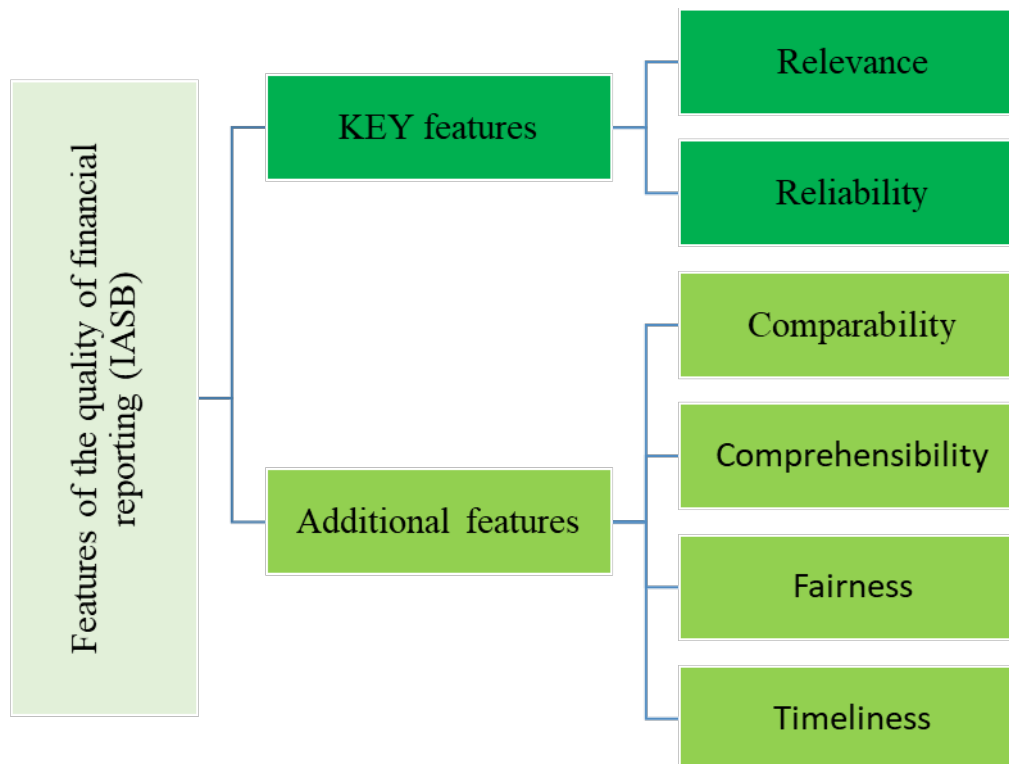 Features of the quality of financial
reporting (IASB)
KEY features
Relevance
Reliability
Additional features
Comparability
Comprehensibility
Fairness
Timeliness